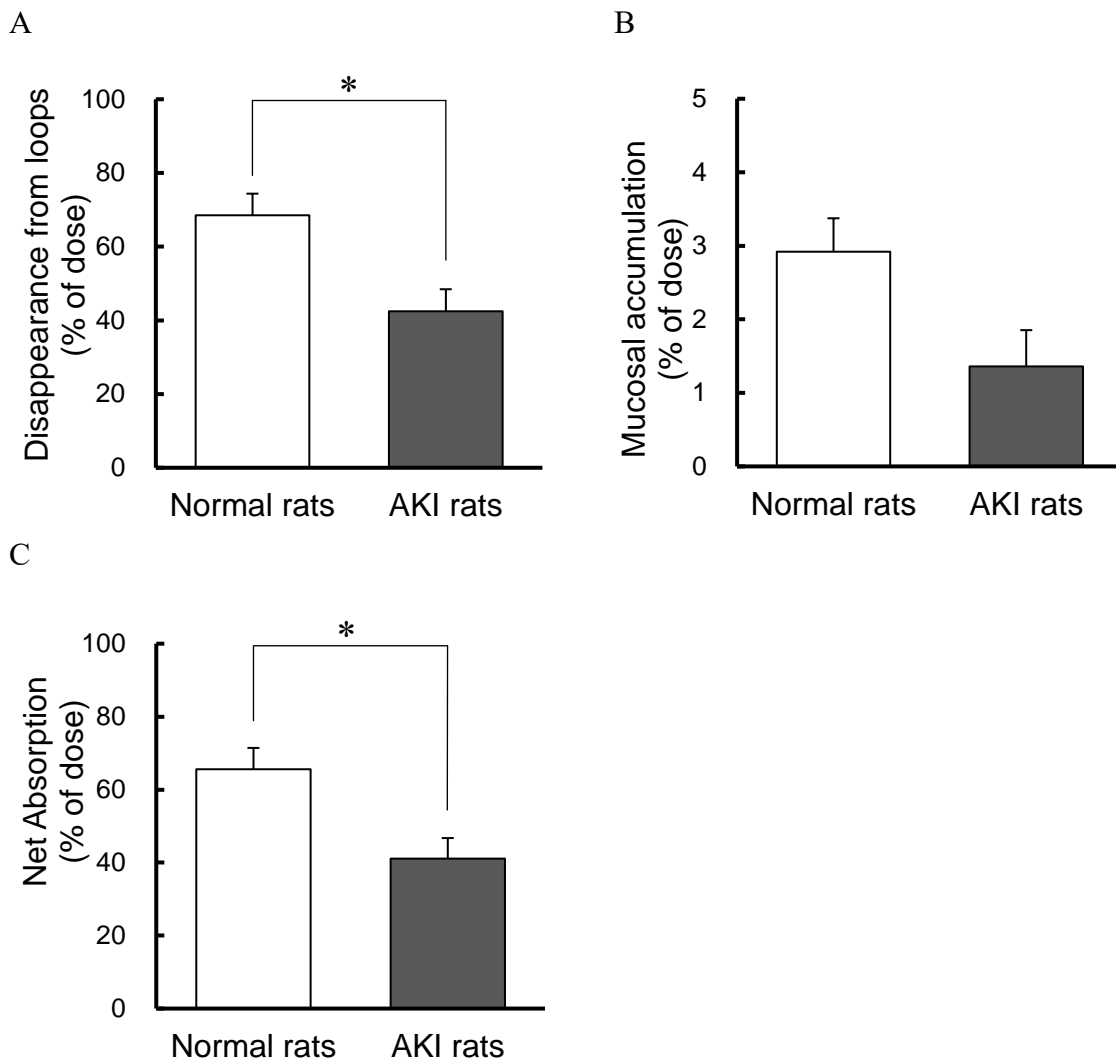 A
Disappearance from loops
(% of dose)
100
80
60
40
20
0
*
Normal rats
AKI rats
B
Mucosal accumulation
(% of dose)
5
4
3
2
1
0
Normal rats
AKI rats
C
Net Absorption
(% of dose)
100
80
60
40
20
0
*
Normal rats
AKI rats